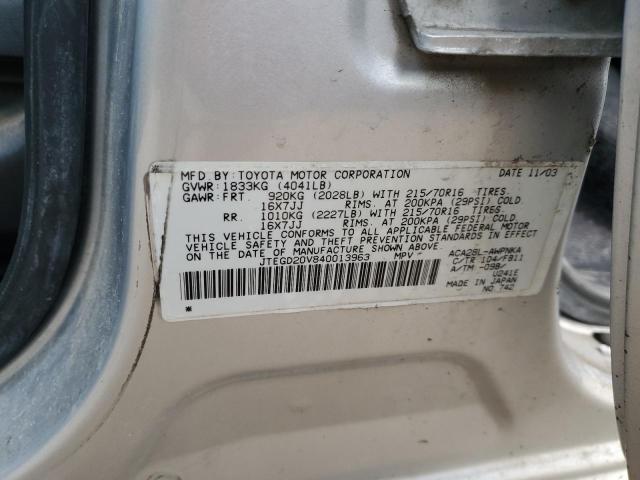 MFD BY: TOYOTA MOTOR CORPORATION DATE 11/03
GVWR: 1833KG (4041LB)
GAWR: FRT. 920KG (2028LB) WITH 215/70R16 TIRES,
16X7JJ RIMS, AT 200KPA (29PSI) COLD
RR. 1010KG (2227LB) WITH 215/70R16 TIRES,
16X7JJ RIMS, AT 200KPA (29PSI) COLD
THIS VEHICLE CONFORMS TO ALL APPLICABLE FEDERAL MOTOR
VEHICLE SAFETY, AND THEFT PREVENTION STANDARDS IN EFFECT
ON THE DATE OF MANUFACTURE SHOWN ABOVE.
JTEGD20V840013963 MPV
ACA28L-AWPNKA
C/TR 1D4/FB11
A/TM -09B/
U241E
MADE IN JAPAN
NO. 742